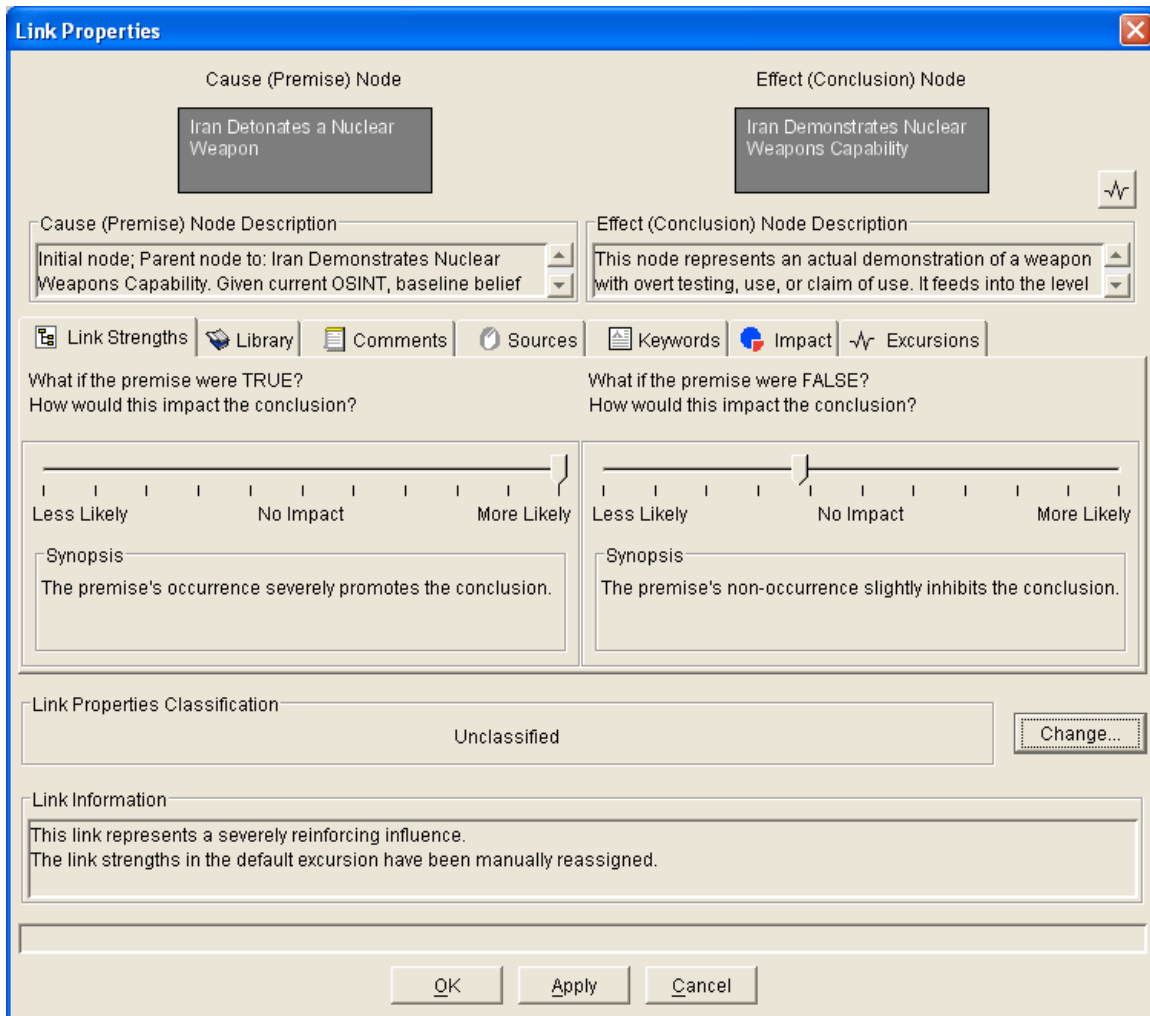 Link Properties
Cause (Premise) Node
Effect (Conclusion) Node
Iran Detonates a Nuclear
Weapon
Iran Demonstrates Nuclear
Weapons Capability
Cause (Premise) Node Description
Initial node; Parent node to: Iran Demonstrates Nuclear
Weapons Capability. Given current OSINT, baseline belief
Effect (Conclusion) Node Description
This node represents an actual demonstration of a weapon
with overt testing, use, or claim of use. It feeds into the level
Link Strengths Library Comments Sources Keywords Impact Excursions
What if the premise were TRUE?
How would this impact the conclusion?
Less Likely No Impact More Likely
Synopsis
The premise's occurrence severely promotes the conclusion.
What if the premise were FALSE?
How would this impact the conclusion?
Less Likely No Impact More Likely
Synopsis
The premise's non-occurrence slightly inhibits the conclusion.
Link Properties Classification
Unclassified
Change...
Link Information
This link represents a severely reinforcing influence.
The link strengths in the default excursion have been manually reassigned.
OK Apply Cancel